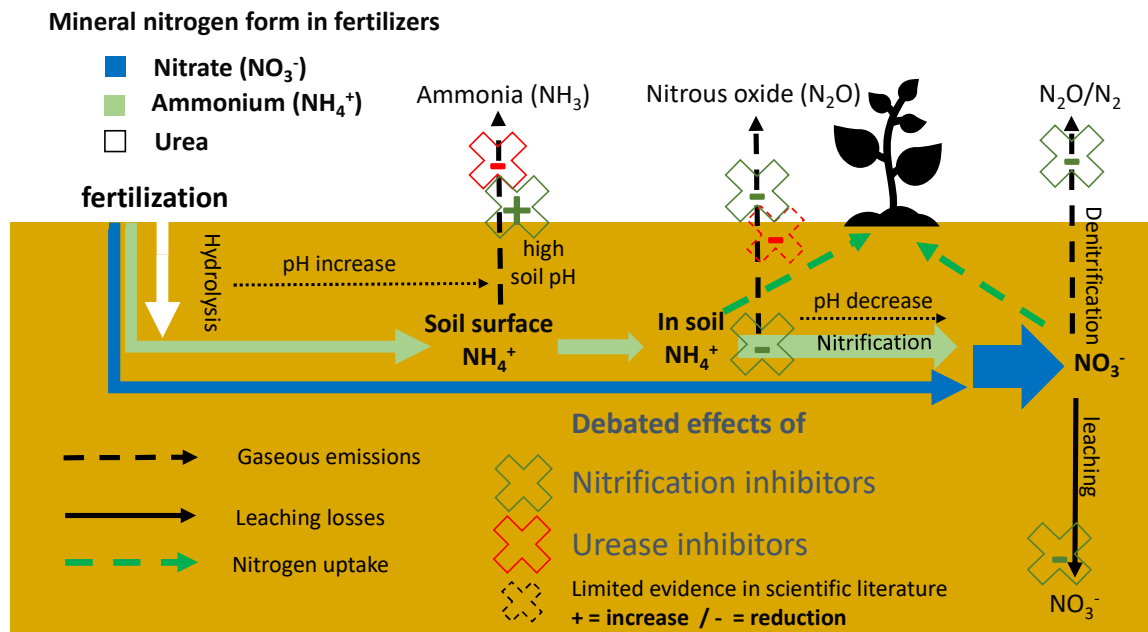 Mineral nitrogen form in fertilizers
Nitrate (NO₃⁻)
Ammonium (NH₄⁺)
Urea
Ammonia (NH₃)
Nitrous oxide (N₂O)
N₂O/N₂
fertilization
Hydrolysis
pH increase
high
soil pH
Denitrification
pH decrease
Nitrification
Soil surface
NH₄⁺
In soil
NH₄⁺
NO₃⁻
leaching
NO₃⁻
Gaseous emissions
Leaching losses
Nitrogen uptake
Debated effects of
Nitrification inhibitors
Urease inhibitors
Limited evidence in scientific literature
+ = increase / - = reduction
-
+
-
-
-
-
-